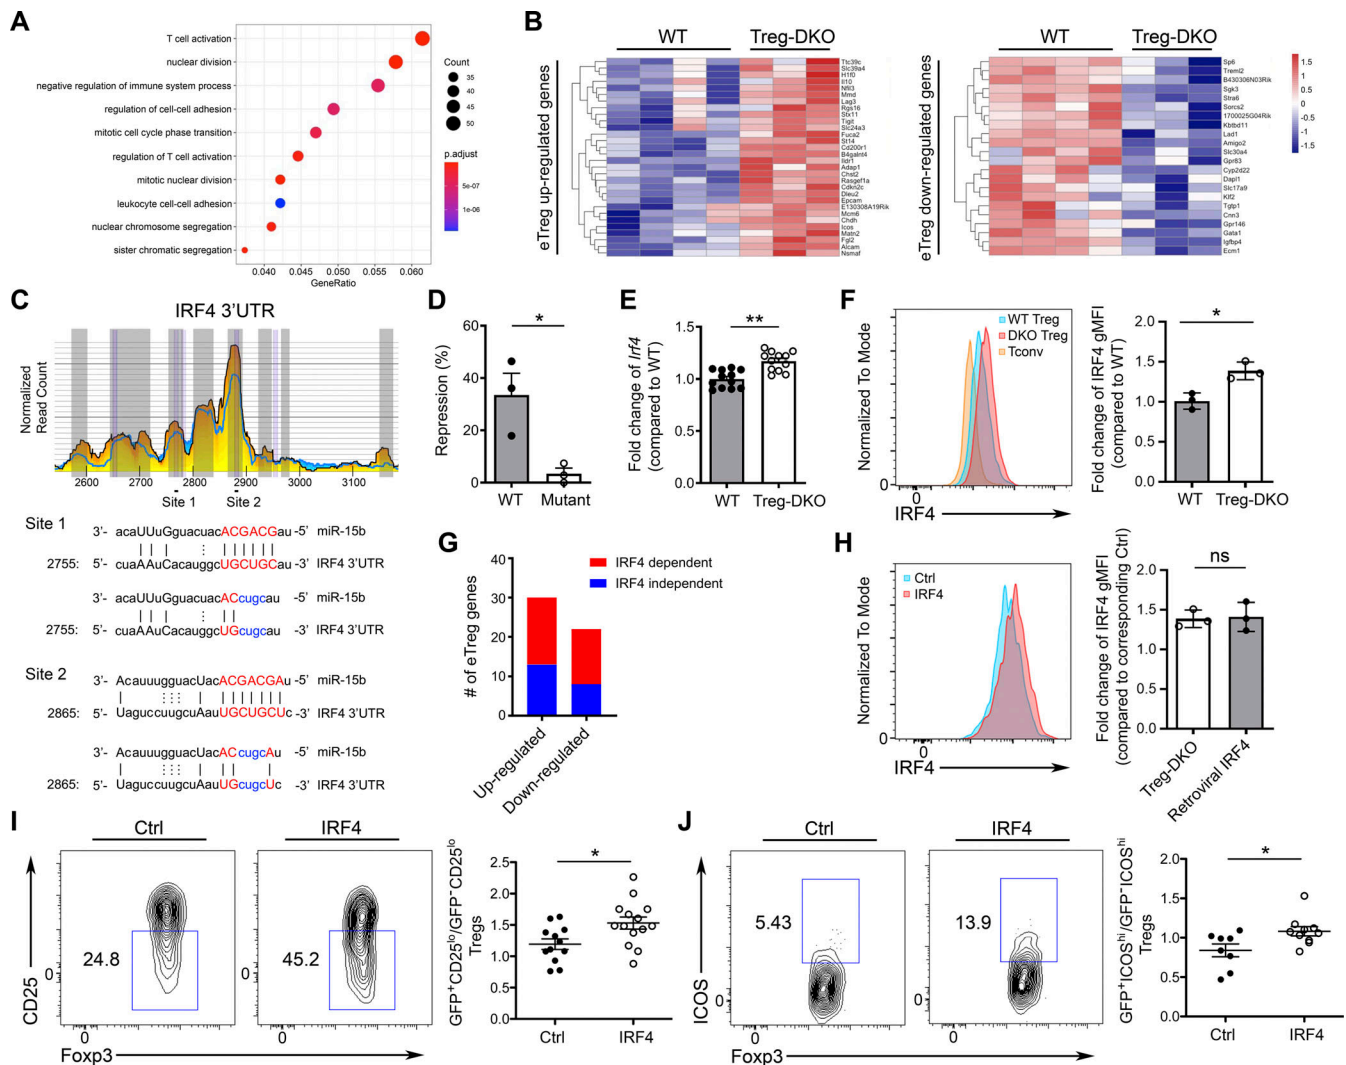 A
T cell activation
nuclear division
negative regulation of immune system process
regulation of cell-cell adhesion
mitotic cell cycle phase transition
regulation of T cell activation
mitotic nuclear division
leukocyte cell-cell adhesion
nuclear chromosome segregation
sister chromatic segregation
0.040 0.045 0.050 0.055 0.060
GeneRatio
Count
35
40
45
50
p.adjust
5e-07
1e-06
B
WT Treg-DKO
eTreg up-regulated genes
Ttc39c
Slc39a4
H1f0
Il10
Nfil3
Mmd
Lag3
Rgs16
Stx11
Tigit
Slc24a3
Fuca2
St14
Cd200r1
B4galnt4
Ildr1
Adap1
Chst2
Rasgef1a
Cdkn2c
Dleu2
Epcam
E130308A19Rik
Mcm6
Chdh
Icos
Matn2
Fgl2
Alcam
Nsmaf
WT Treg-DKO
eTreg down-regulated genes
Sp6
Treml2
B430306N03Rik
Sgk3
Stra6
Sorcs2
1700025G04Rik
Kbtbd11
Lad1
Amigo2
Slc30a4
Gpr83
Cyp2d22
Dapl1
Slc17a9
Klf2
Tgtp1
Cnn3
Gpr146
Gata1
Igfbp4
Ecm1
1.5
1
0.5
0
-0.5
-1
-1.5
C
IRF4 3’UTR
Normalized
Read Count
2600 2700 2800 2900 3000 3100
Site 1 Site 2
Site 1
3’- acaUUuGguacuacACGACGau -5’ miR-15b
2755: 5’- cuaAAuCacauggcUGCUGCau -3’ IRF4 3’UTR
3’- acaUUuGguacuacACcugcau -5’ miR-15b
2755: 5’- cuaAAuCacauggcUGcugcau -3’ IRF4 3’UTR
Site 2
3’- AcauuugguacUacACGACGAu -5’ miR-15b
2865: 5’- UaguccuugcuAauUGCUGCUc -3’ IRF4 3’UTR
3’- AcauuugguacUacACcugcAu -5’ miR-15b
2865: 5’- UaguccuugcuAauUGcugcUc -3’ IRF4 3’UTR
D
Repression (%)
60
40
20
0
*
WT Mutant
E
Fold change of Irf4
(compared to WT)
1.5
1.0
0.5
0.0
**
WT Treg-DKO
F
Normalized To Mode
WT Treg
DKO Treg
Tconv
0
0
IRF4
Fold change of IRF4 gMFI
(compared to WT)
2.0
1.5
1.0
0.5
0.0
*
WT Treg-DKO
G
# of eTreg genes
40
30
20
10
0
IRF4 dependent
IRF4 independent
Up-regulated
Down-regulated
H
Normalized To Mode
Ctrl
IRF4
0
0
IRF4
Fold change of IRF4 gMFI
(compared to corresponding Ctrl)
2.0
1.5
1.0
0.5
0.0
ns
Treg-DKO
Retroviral IRF4
I
Ctrl IRF4
CD25
0
24.8
0
0
45.2
0
Foxp3
GFP+CD25lo/GFP-CD25lo
Tregs
2.5
2.0
1.5
1.0
0.5
0.0
*
Ctrl IRF4
J
Ctrl IRF4
ICOS
0
5.43
0
0
13.9
0
Foxp3
GFP+ICOShi/GFP-ICOShi
Tregs
2.0
1.5
1.0
0.5
0.0
*
Ctrl IRF4